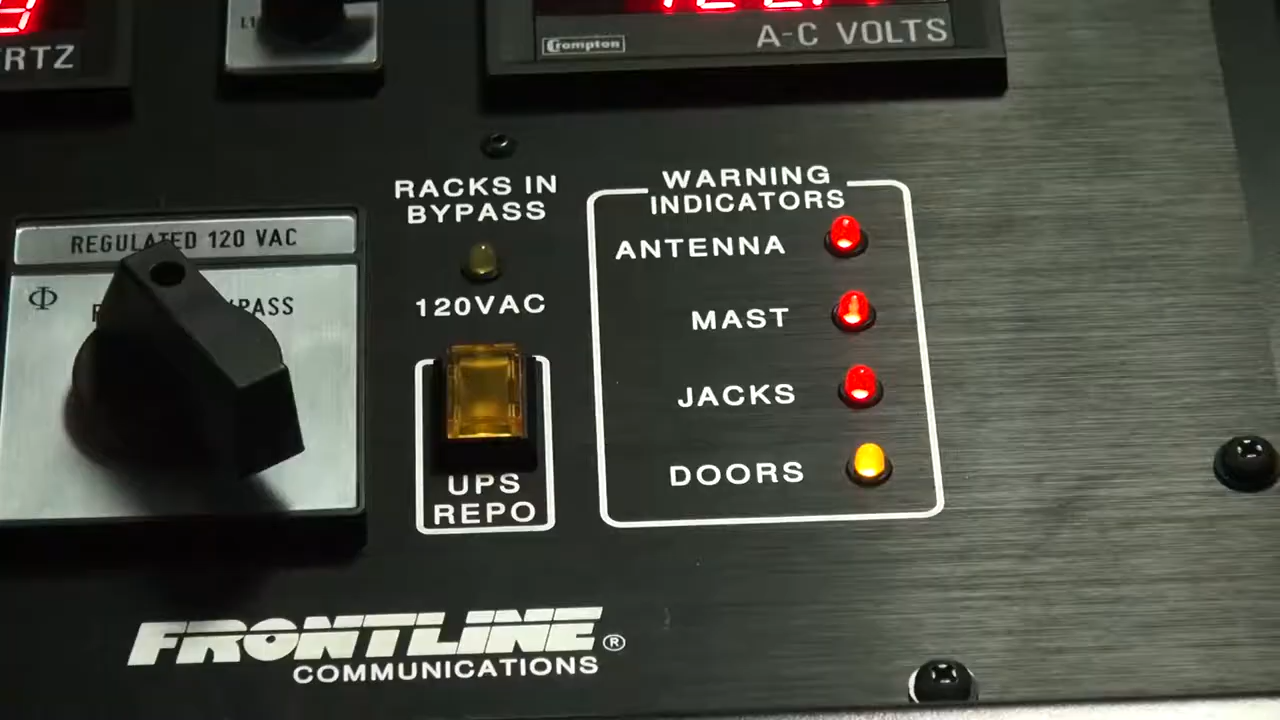 RTZ
L1
Crompton
A-C VOLTS
RACKS IN
BYPASS
120VAC
UPS
REPO
WARNING
INDICATORS
ANTENNA
MAST
JACKS
DOORS
REGULATED 120 VAC
Φ
FRONTLINE®
COMMUNICATIONS